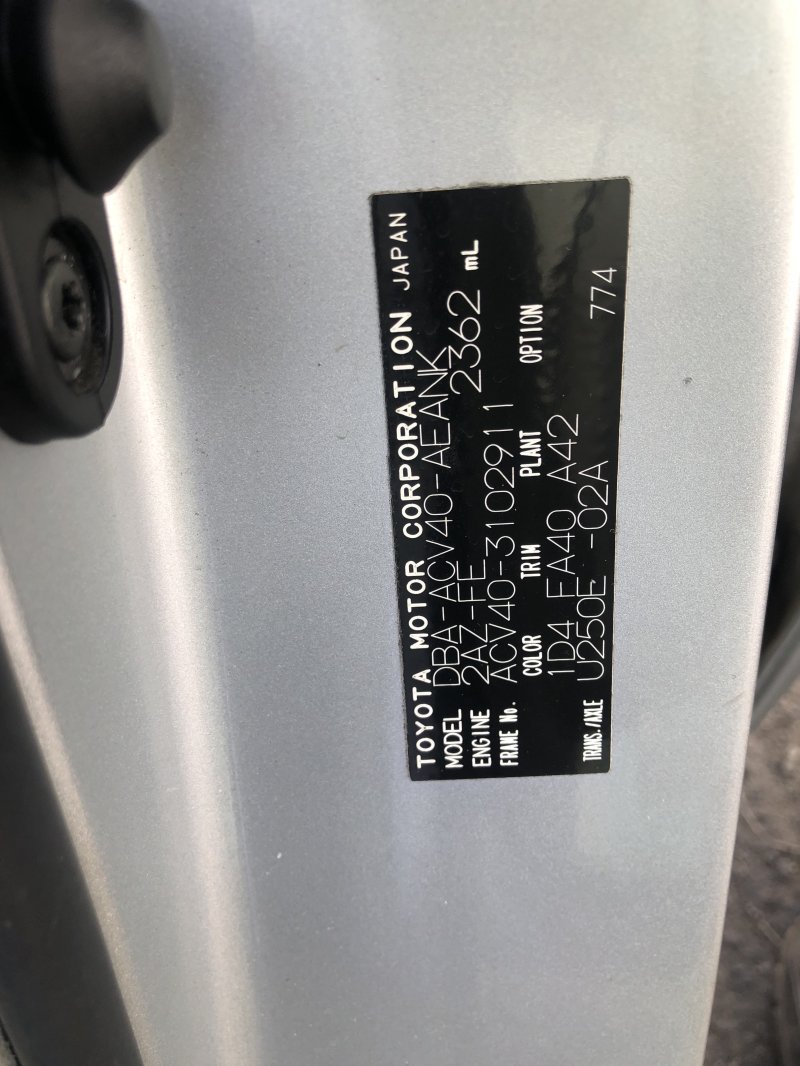 TOYOTA MOTOR CORPORATION JAPAN
MODEL DBA-ACV40-AEANK
ENGINE 2AZ-FE 2362 mL
FRAME No. ACV40-3102911
COLOR TRIM PLANT OPTION
1D4 FA40 A42
TRANS./AXLE U250E -02A 774